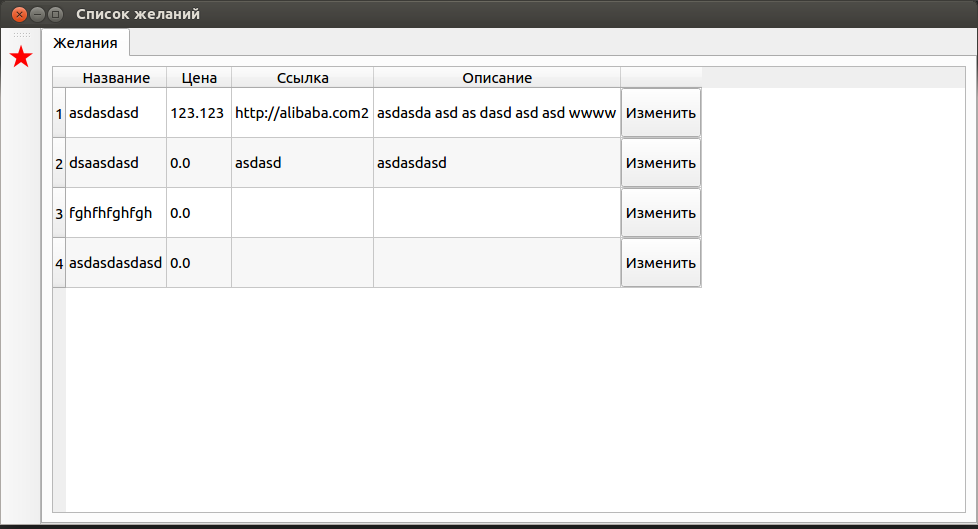 Список желаний
Желания
Название Цена Ссылка Описание
1 asdasdasd 123.123 http://alibaba.com2 asdasda asd as dasd asd asd wwww Изменить
2 dsaasdasd 0.0 asdasd asdasdasd Изменить
3 fghfhfghfgh 0.0 Изменить
4 asdasdasdasd 0.0 Изменить